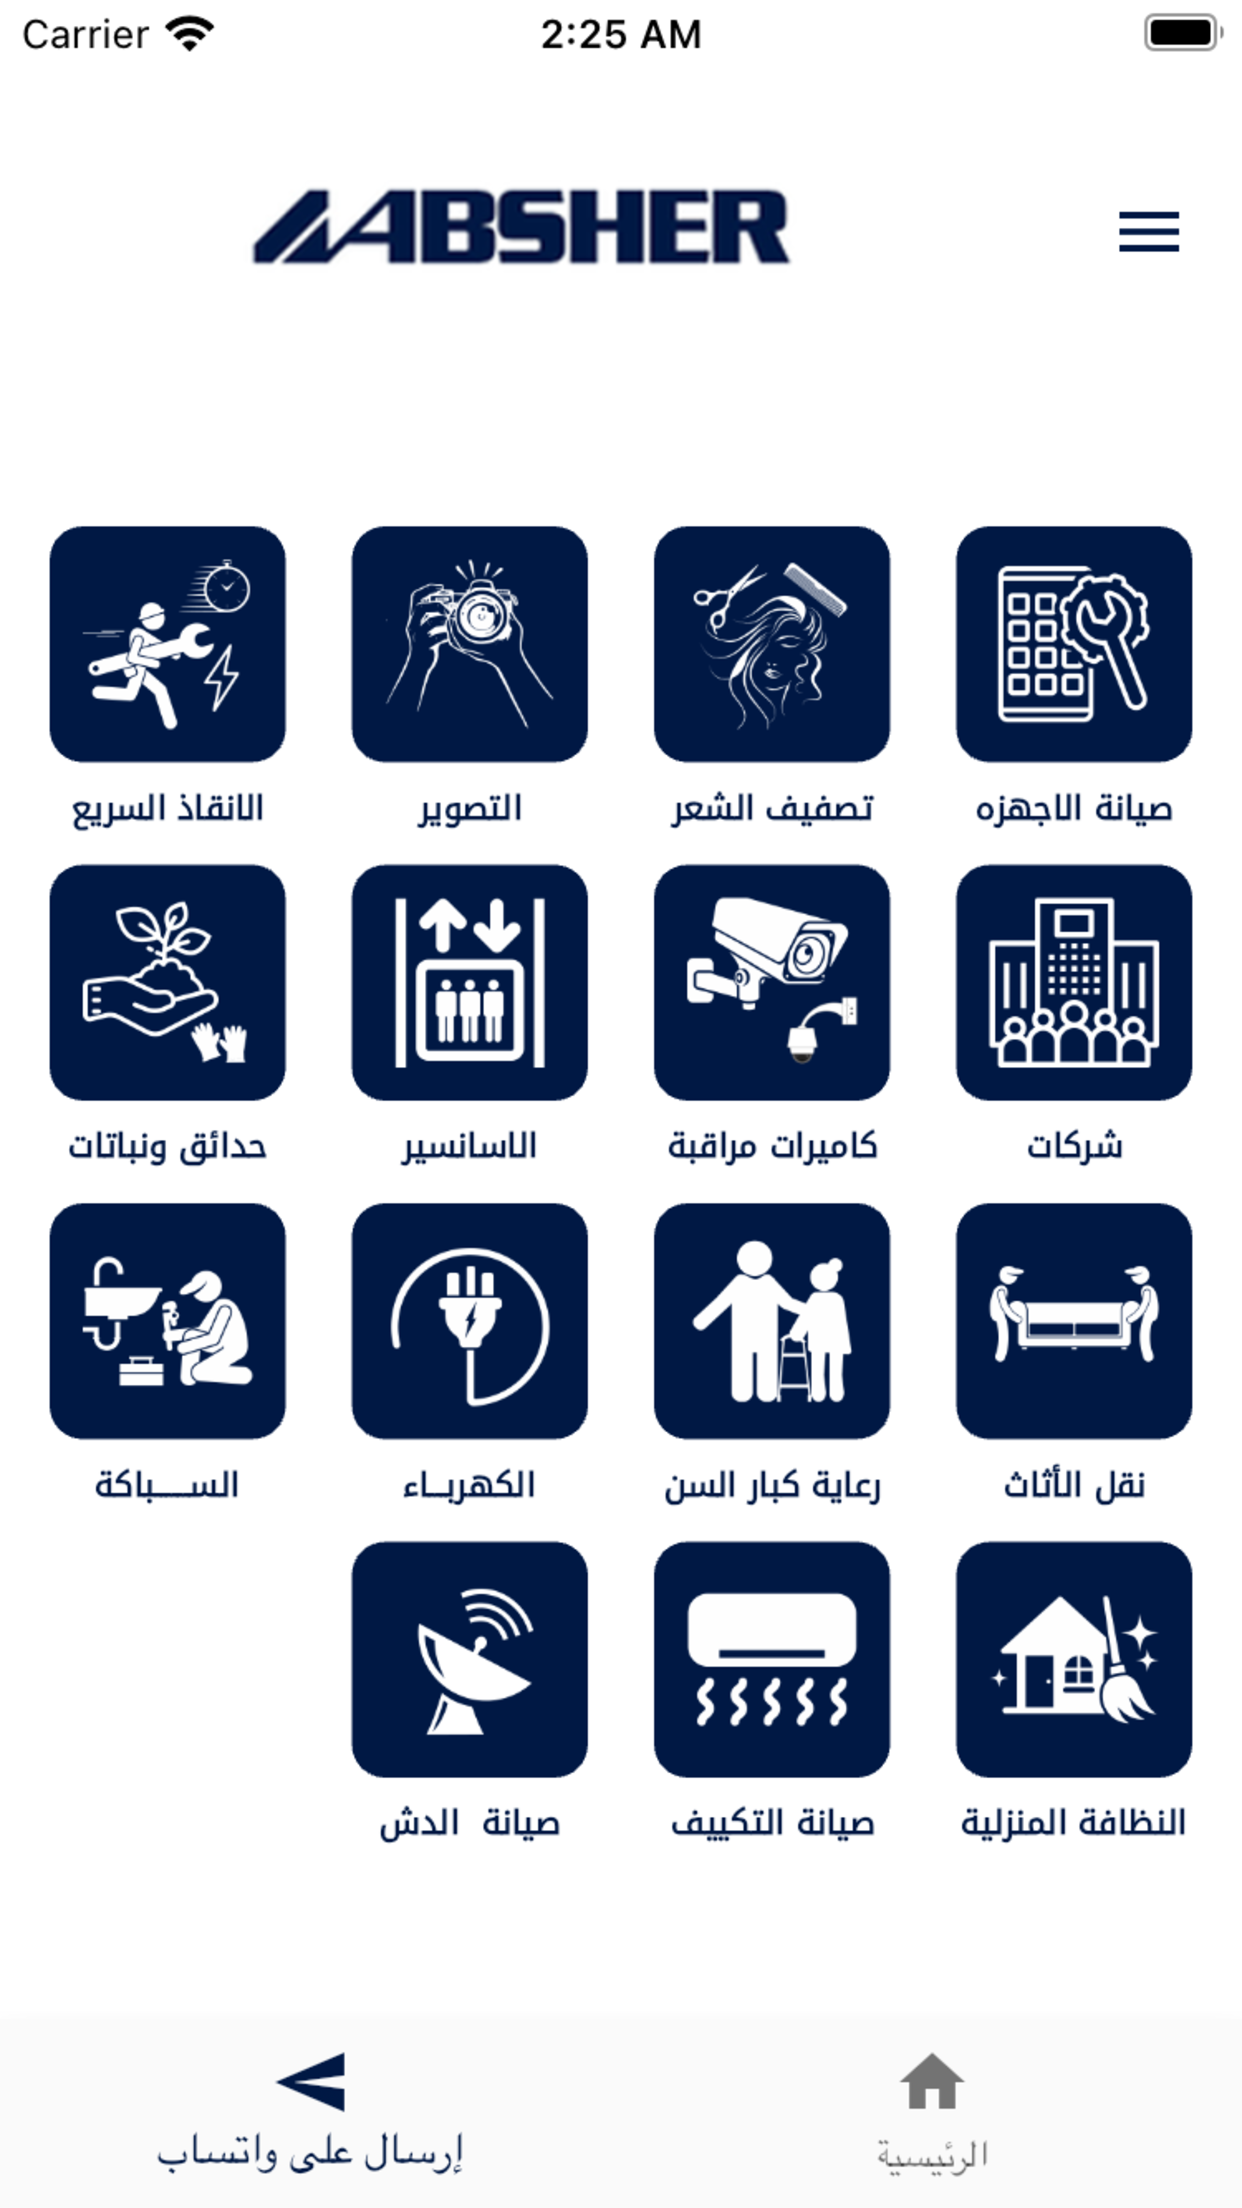 Carrier
2:25 AM
ABSHER
صيانة الاجهزه
تصفيف الشعر
التصوير
الانقاذ السريع
شركات
كاميرات مراقبة
الاسانسير
حدائق ونباتات
نقل الأثاث
رعاية كبار السن
الكهربــاء
الســـباكة
النظافة المنزلية
صيانة التكييف
صيانة الدش
الرئيسية
إرسال على واتساب